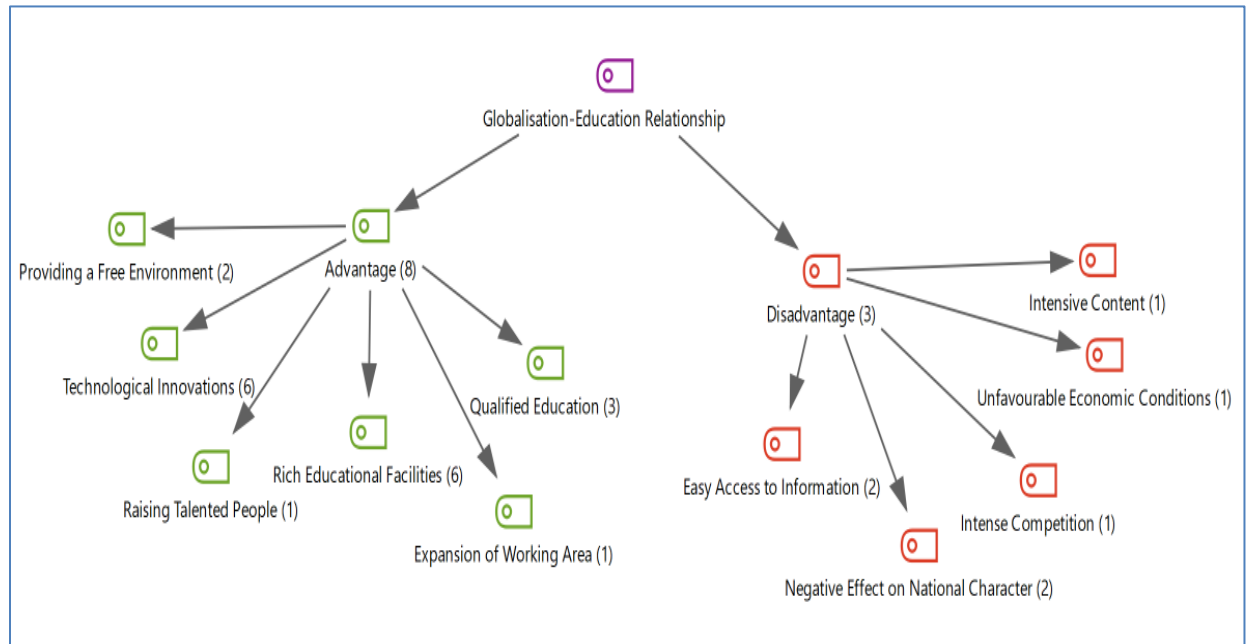 Globalisation-Education Relationship
Providing a Free Environment (2)
Advantage (8)
Technological Innovations (6)
Qualified Education (3)
Rich Educational Facilities (6)
Raising Talented People (1)
Expansion of Working Area (1)
Disadvantage (3)
Intensive Content (1)
Unfavourable Economic Conditions (1)
Easy Access to Information (2)
Intense Competition (1)
Negative Effect on National Character (2)